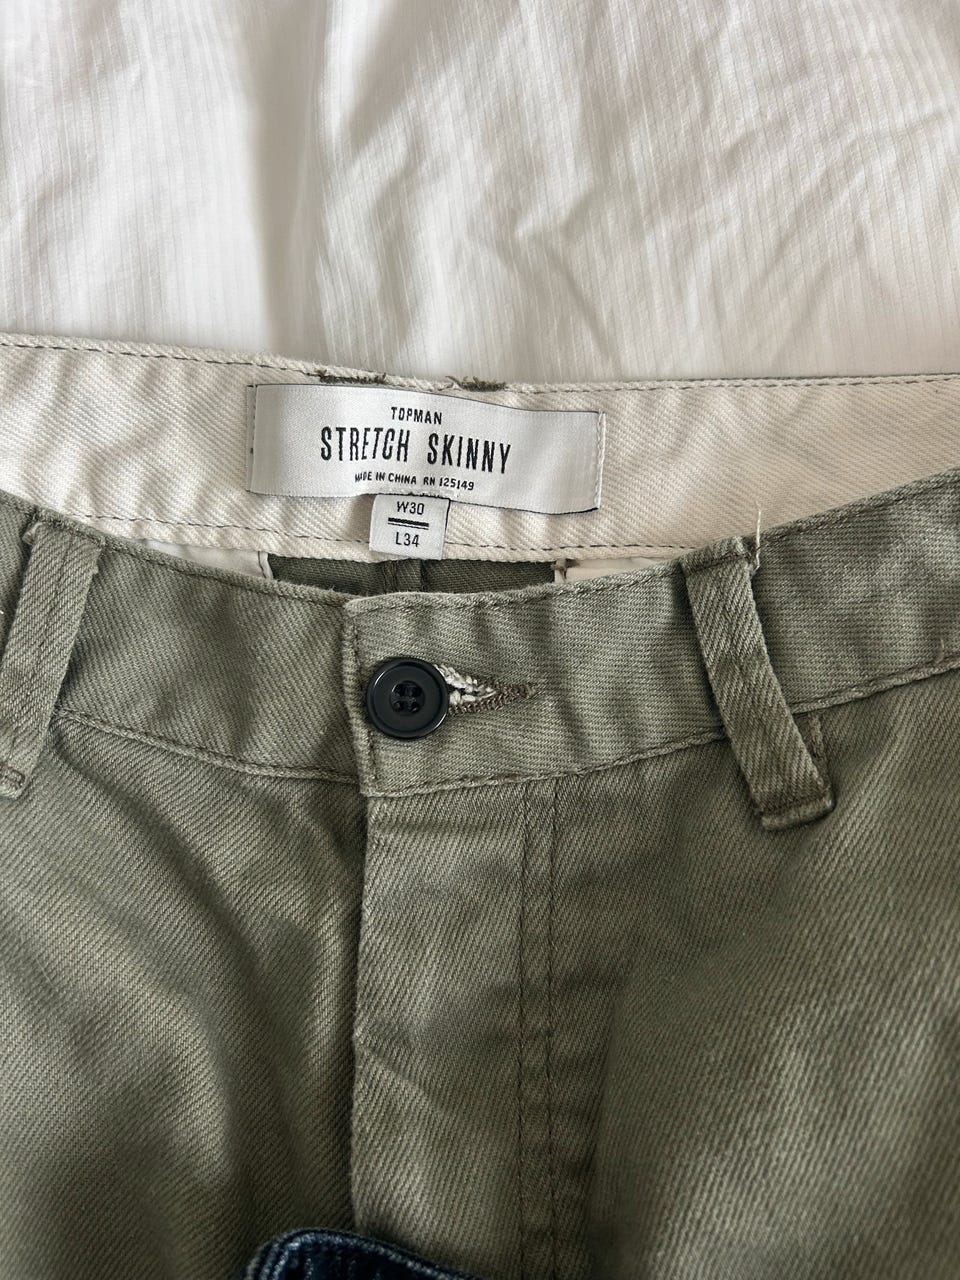 TOPMAN
STRETCH SKINNY
MADE IN CHINA RN 125149
W30
L34